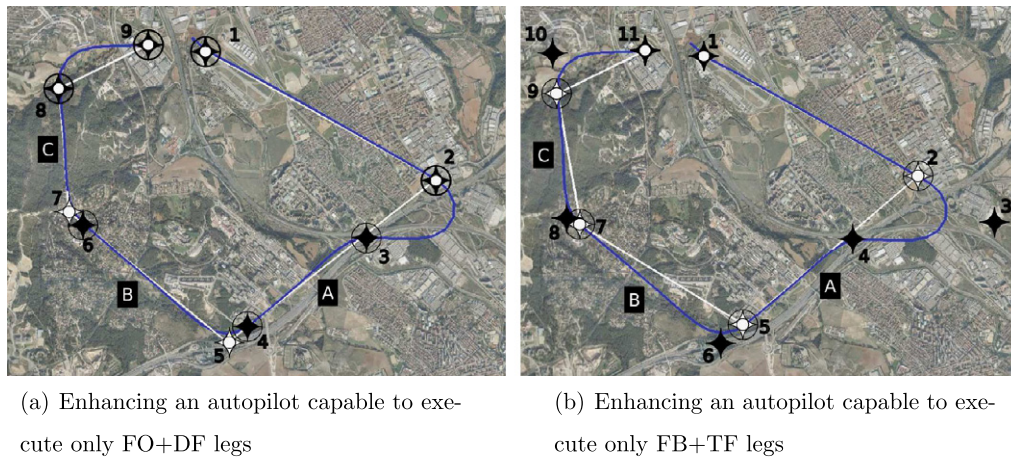 9
1
8
C
2
7
6
3
B
A
4
5
10
11
1
9
2
C
3
8
7
4
A
B
5
6
(a) Enhancing an autopilot capable to exe-
cute only FO+DF legs
(b) Enhancing an autopilot capable to exe-
cute only FB+TF legs